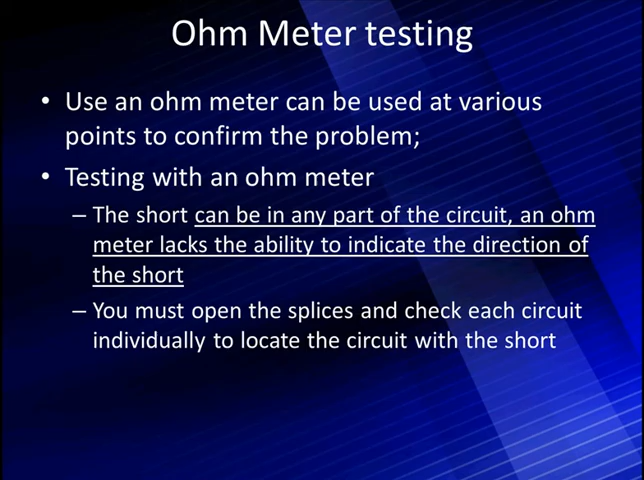 Ohm Meter testing
• Use an ohm meter can be used at various
points to confirm the problem;
• Testing with an ohm meter
– The short can be in any part of the circuit, an ohm
meter lacks the ability to indicate the direction of
the short
– You must open the splices and check each circuit
individually to locate the circuit with the short